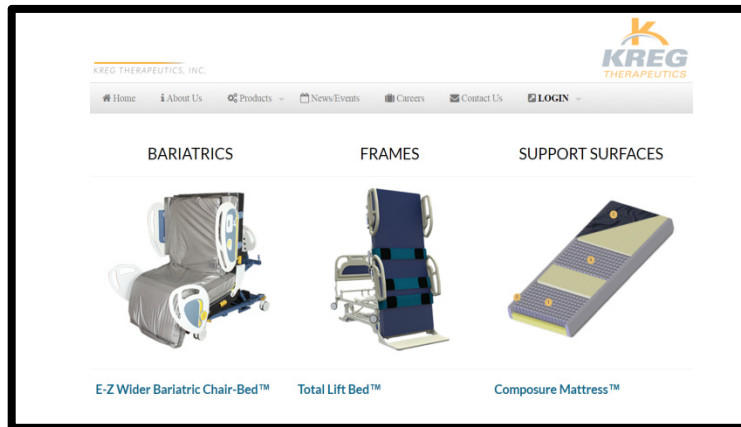 KREG
THERAPEUTICS
KREG THERAPEUTICS, INC.
Home About Us Products News/Events Careers Contact Us LOGIN
BARIATRICS FRAMES SUPPORT SURFACES
E-Z Wider Bariatric Chair-Bed™ Total Lift Bed™ Composure Mattress™